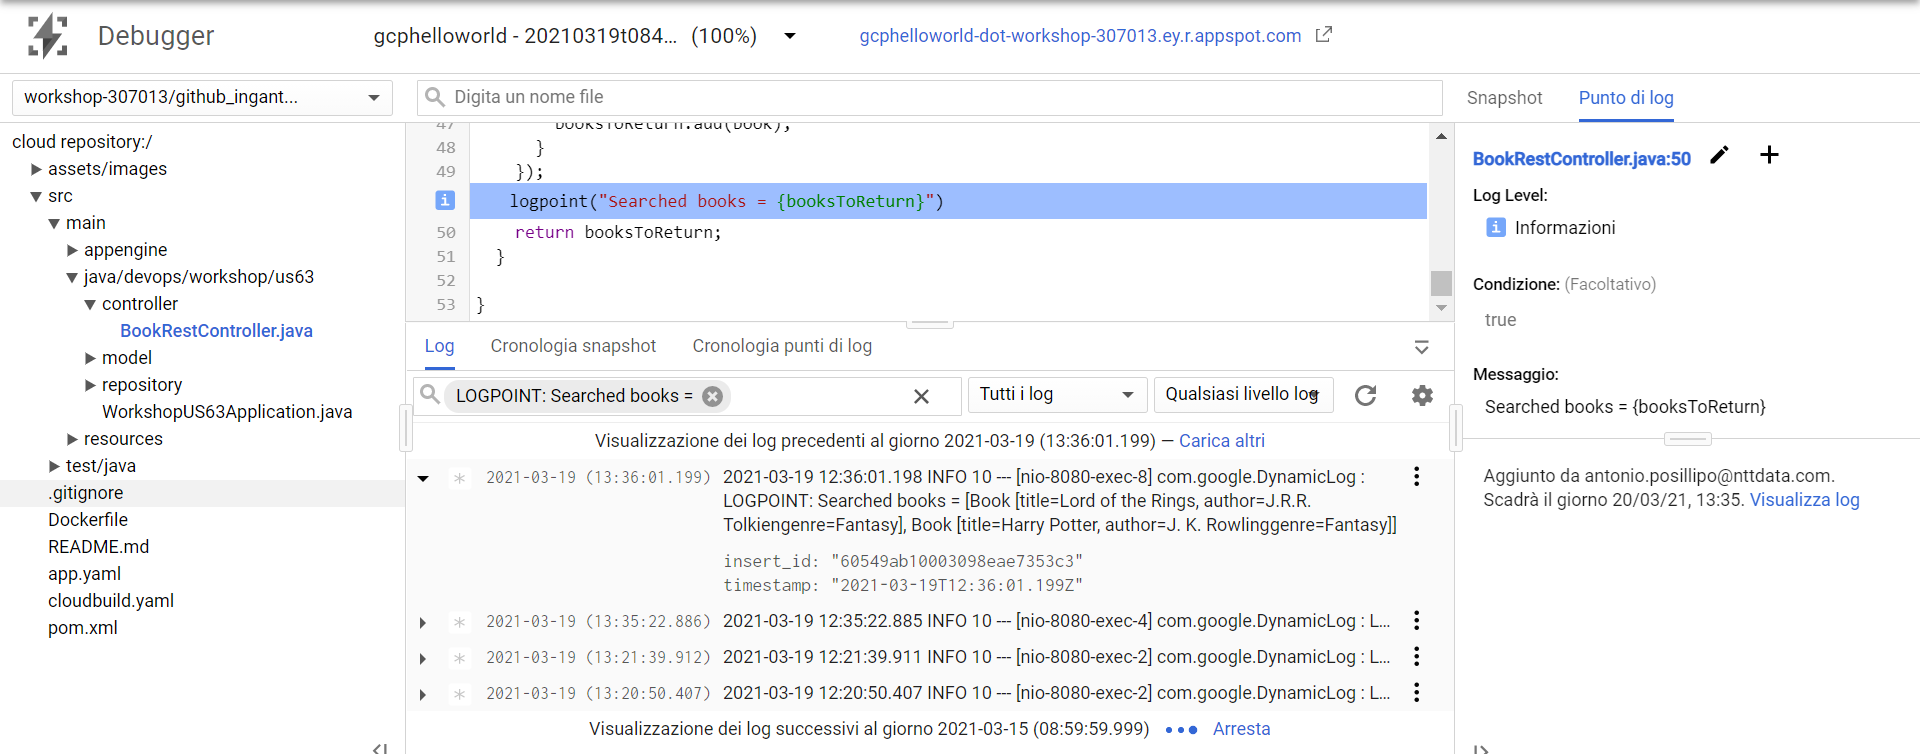 Debugger
gcphelloworld - 20210319t084... (100%)
gcphelloworld-dot-workshop-307013.ey.r.appspot.com
workshop-307013/github_ingant...
Digita un nome file
Snapshot
Punto di log
cloud repository:/
assets/images
src
main
appengine
java/devops/workshop/us63
controller
BookRestController.java
model
repository
WorkshopUS63Application.java
resources
test/java
.gitignore
Dockerfile
README.md
app.yaml
cloudbuild.yaml
pom.xml
47 booksToReturn.add(book);
48 }
49 });
i logpoint("Searched books = {booksToReturn}")
50 return booksToReturn;
51 }
52
53 }
Log
Cronologia snapshot
Cronologia punti di log
LOGPOINT: Searched books =
Tutti i log
Qualsiasi livello log
Visualizzazione dei log precedenti al giorno 2021-03-19 (13:36:01.199) — Carica altri
2021-03-19 (13:36:01.199) 2021-03-19 12:36:01.198 INFO 10 --- [nio-8080-exec-8] com.google.DynamicLog :
LOGPOINT: Searched books = [Book [title=Lord of the Rings, author=J.R.R.
Tolkiengenre=Fantasy], Book [title=Harry Potter, author=J. K. Rowlinggenre=Fantasy]]
insert_id: "60549ab10003098eae7353c3"
timestamp: "2021-03-19T12:36:01.199Z"
2021-03-19 (13:35:22.886) 2021-03-19 12:35:22.885 INFO 10 --- [nio-8080-exec-4] com.google.DynamicLog : L...
2021-03-19 (13:21:39.912) 2021-03-19 12:21:39.911 INFO 10 --- [nio-8080-exec-2] com.google.DynamicLog : L...
2021-03-19 (13:20:50.407) 2021-03-19 12:20:50.407 INFO 10 --- [nio-8080-exec-2] com.google.DynamicLog : L...
Visualizzazione dei log successivi al giorno 2021-03-15 (08:59:59.999) Arresta
BookRestController.java:50
Log Level:
i Informazioni
Condizione: (Facoltativo)
true
Messaggio:
Searched books = {booksToReturn}
Aggiunto da antonio.posillipo@nttdata.com.
Scadrà il giorno 20/03/21, 13:35. Visualizza log